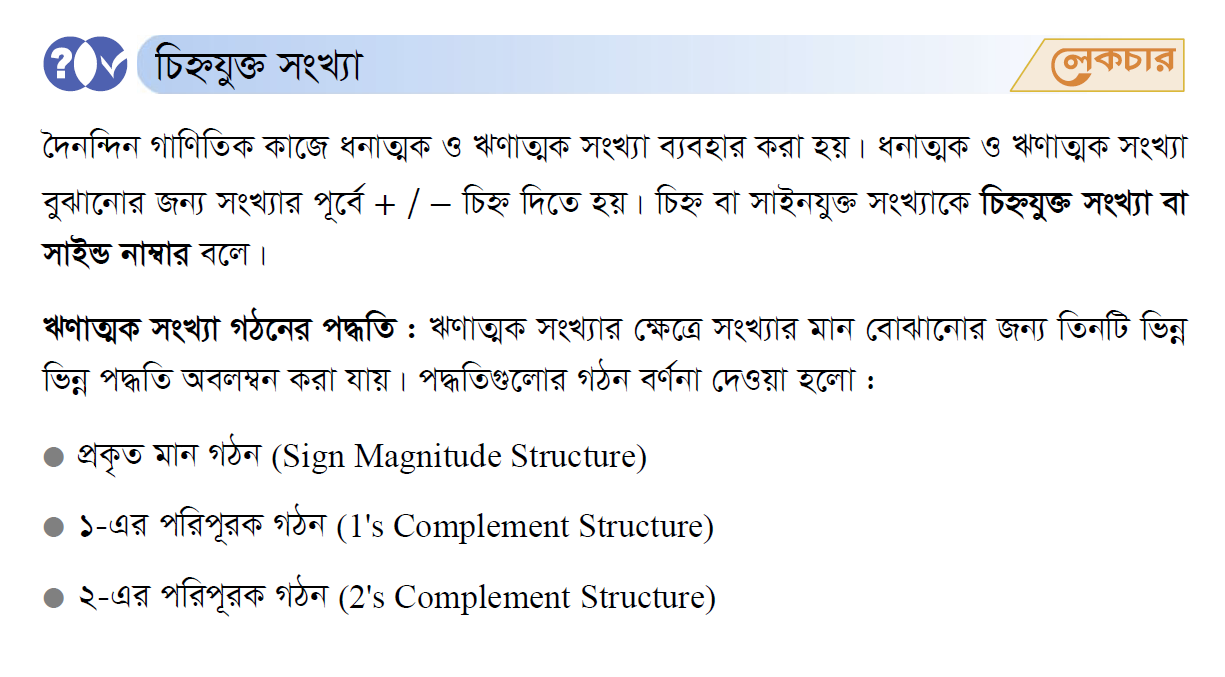 চিহ্নযুক্ত সংখ্যা
লেকচার
দৈনন্দিন গাণিতিক কাজে ধনাত্মক ও ঋণাত্মক সংখ্যা ব্যবহার করা হয়। ধনাত্মক ও ঋণাত্মক সংখ্যা
বুঝানোর জন্য সংখ্যার পূর্বে + / − চিহ্ন দিতে হয়। চিহ্ন বা সাইনযুক্ত সংখ্যাকে চিহ্নযুক্ত সংখ্যা বা
সাইন্ড নাম্বার বলে।
ঋণাত্মক সংখ্যা গঠনের পদ্ধতি : ঋণাত্মক সংখ্যার ক্ষেত্রে সংখ্যার মান বোঝানোর জন্য তিনটি ভিন্ন
ভিন্ন পদ্ধতি অবলম্বন করা যায়। পদ্ধতিগুলোর গঠন বর্ণনা দেওয়া হলো :
● প্রকৃত মান গঠন (Sign Magnitude Structure)
● ১-এর পরিপূরক গঠন (1's Complement Structure)
● ২-এর পরিপূরক গঠন (2's Complement Structure)